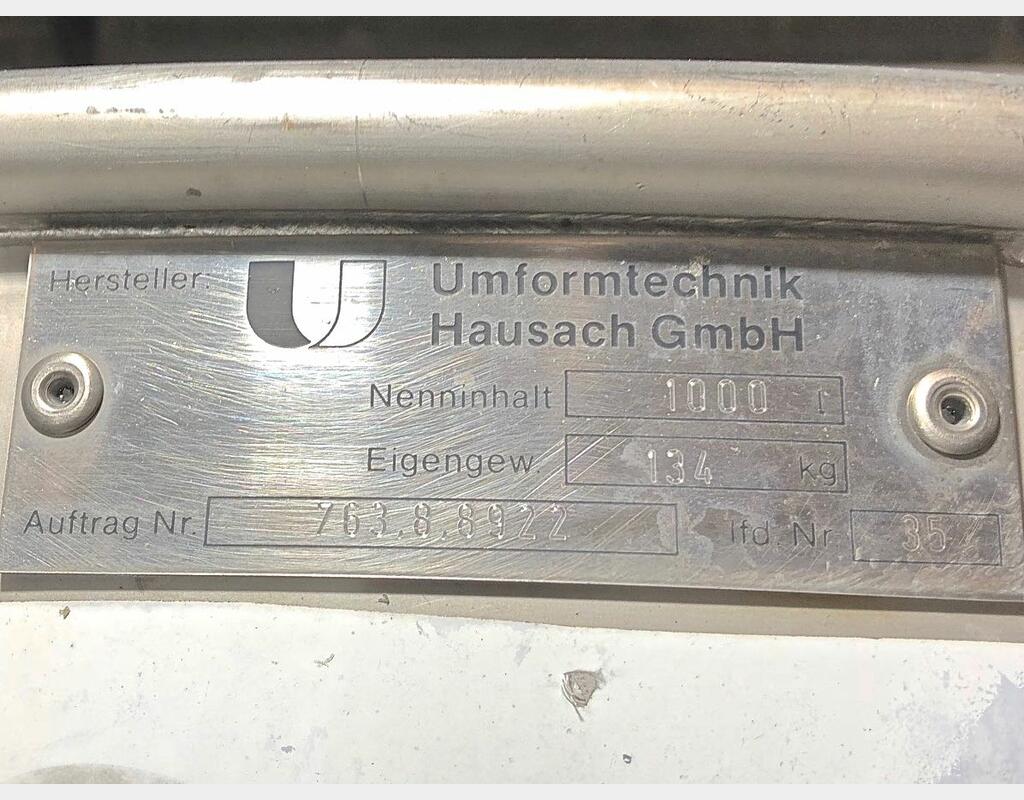 Hersteller: Umformtechnik
Hausach GmbH
Nenninhalt 1000 l
Eigengew. 134 kg
Auftrag Nr. 763.8.8922 lfd. Nr 35